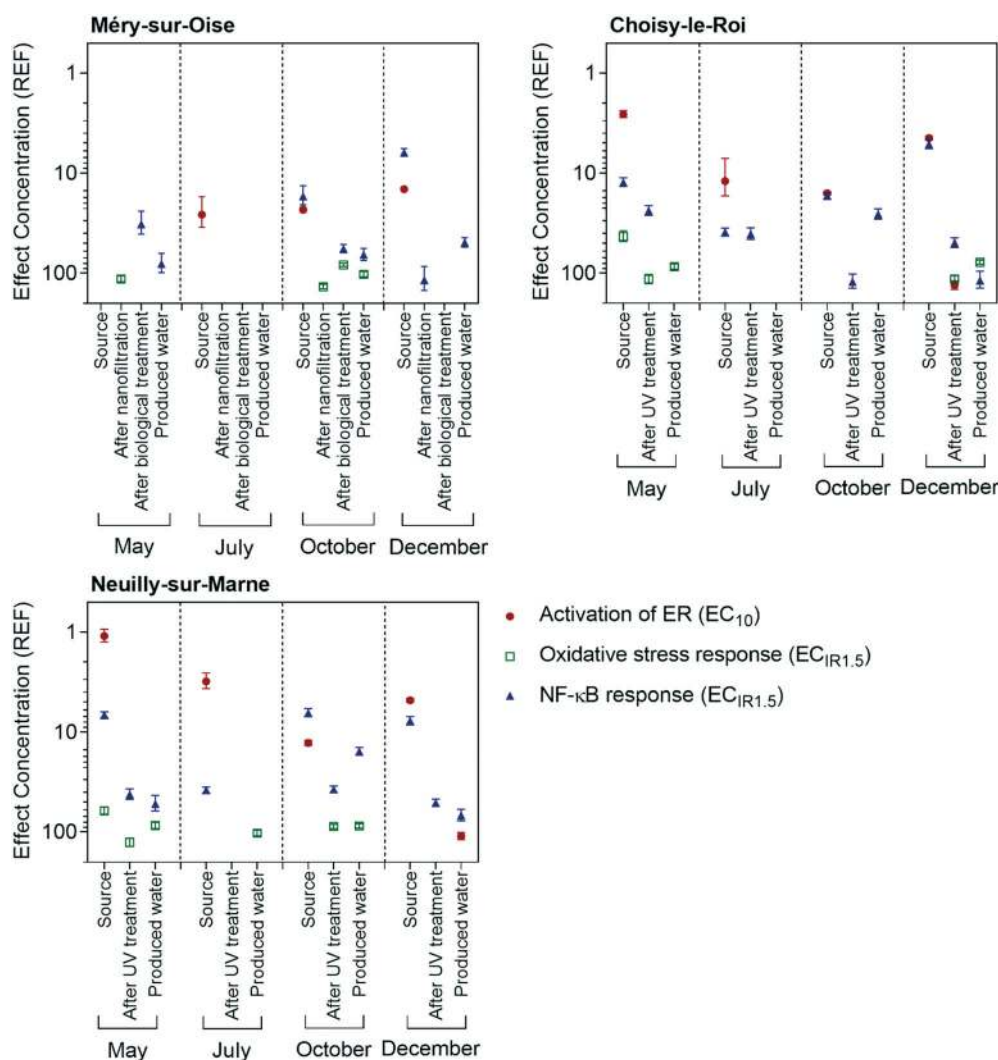 Méry-sur-Oise
Effect Concentration (REF)
1
10
100
Source
After nanofiltration
After biological treatment
Produced water
Source
After nanofiltration
After biological treatment
Produced water
Source
After nanofiltration
After biological treatment
Produced water
Source
After nanofiltration
After biological treatment
Produced water
May
July
October
December
Choisy-le-Roi
Effect Concentration (REF)
1
10
100
Source
After UV treatment
Produced water
Source
After UV treatment
Produced water
Source
After UV treatment
Produced water
Source
After UV treatment
Produced water
May
July
October
December
Neuilly-sur-Marne
Effect Concentration (REF)
1
10
100
Source
After UV treatment
Produced water
Source
After UV treatment
Produced water
Source
After UV treatment
Produced water
Source
After UV treatment
Produced water
May
July
October
December
Activation of ER (EC10)
Oxidative stress response (ECIR1.5)
NF-κB response (ECIR1.5)